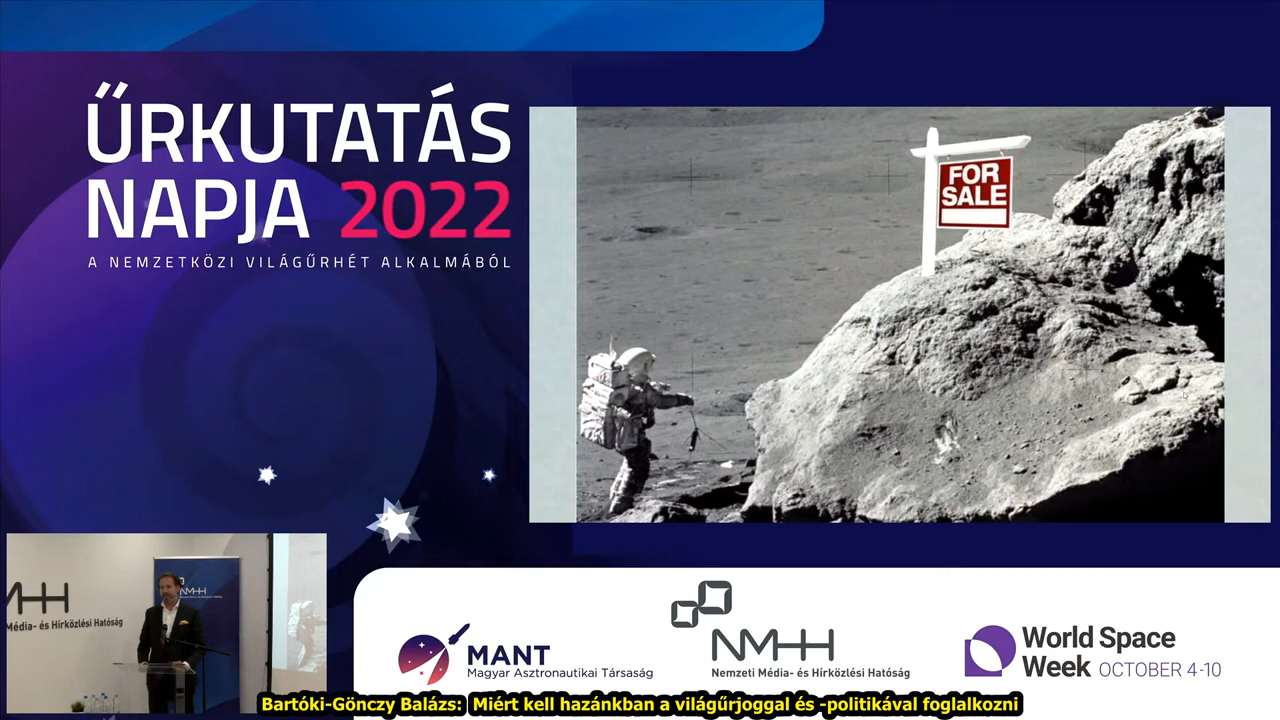 ŰRKUTATÁS
NAPJA 2022
A NEMZETKÖZI VILÁGŰRHÉT ALKALMÁBÓL
FOR
SALE
NMHH
Média- és Hírközlési Hatóság
MANT
Magyar Asztronautikai Társaság
NMHH
Nemzeti Média- és Hírközlési Hatóság
World Space
Week OCTOBER 4-10
Bartóki-Gönczy Balázs: Miért kell hazánkban a világűrjoggal és -politikával foglalkozni